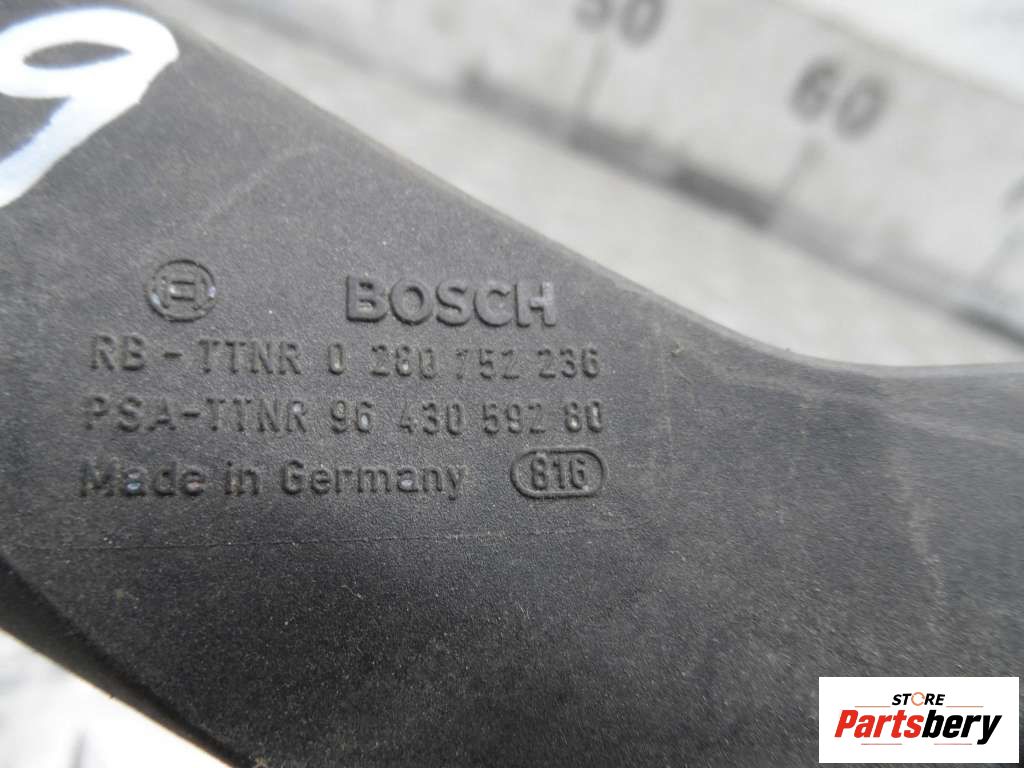 50
60
9
BOSCH
RB - TTNR 0 280 752 236
PSA-TTNR 96 430 592 80
Made in Germany 816
STORE
Partsbery